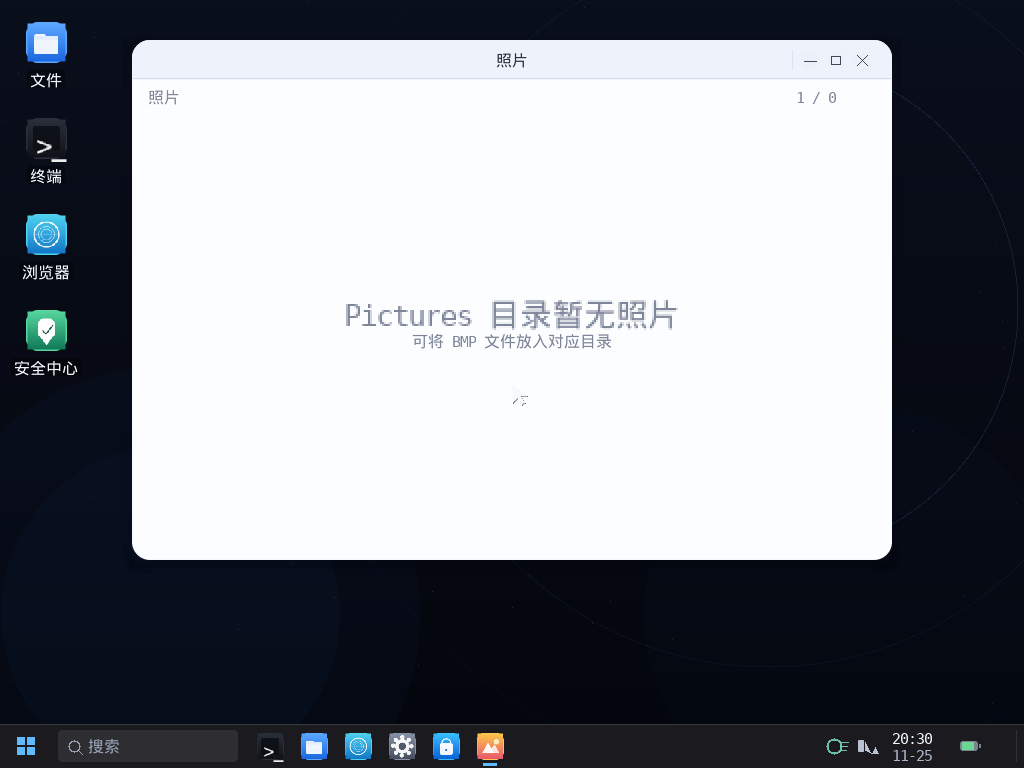 文件
终端
浏览器
安全中心
照片
照片
1 / 0
Pictures 目录暂无照片
可将 BMP 文件放入对应目录
搜索
20:30
11-25